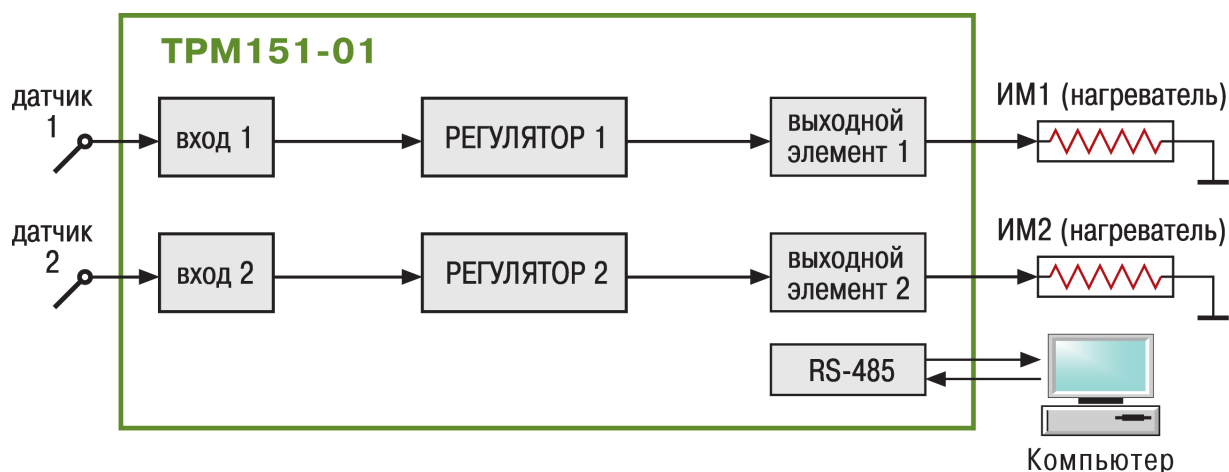 ТРМ151-01
датчик
1
вход 1
РЕГУЛЯТОР 1
выходной
элемент 1
ИМ1 (нагреватель)
датчик
2
вход 2
РЕГУЛЯТОР 2
выходной
элемент 2
ИМ2 (нагреватель)
RS-485
Компьютер